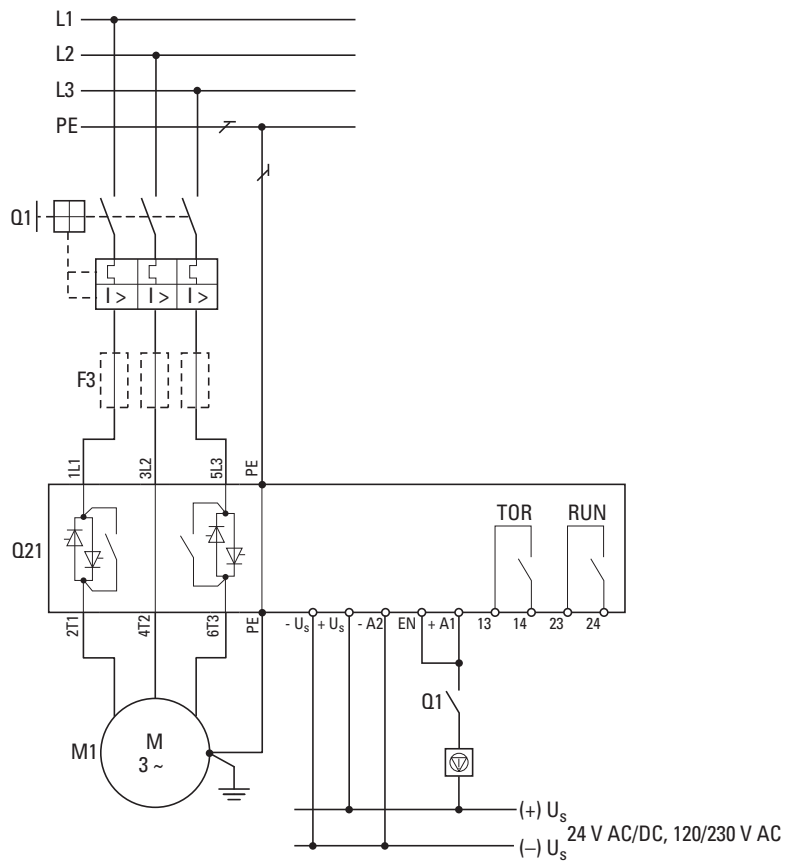 L1
L2
L3
PE
Q1
I > I > I >
F3
1L1 3L2 5L3 PE
TOR RUN
Q21
2T1 4T2 6T3 PE
- Us + Us - A2 EN + A1 13 14 23 24
Q1
M1
M
3 ~
(+) Us
24 V AC/DC, 120/230 V AC
(–) Us